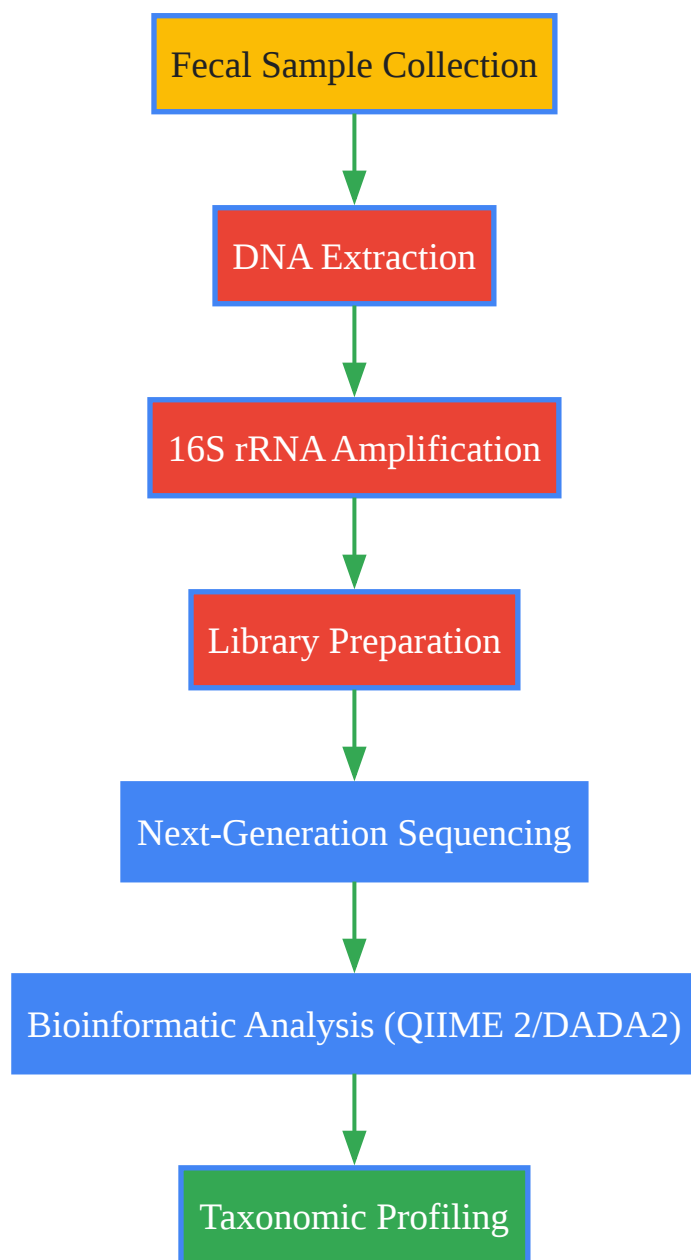 Fecal Sample Collection
DNA Extraction
16S rRNA Amplification
Library Preparation
Next-Generation Sequencing
Bioinformatic Analysis (QIIME 2/DADA2)
Taxonomic Profiling